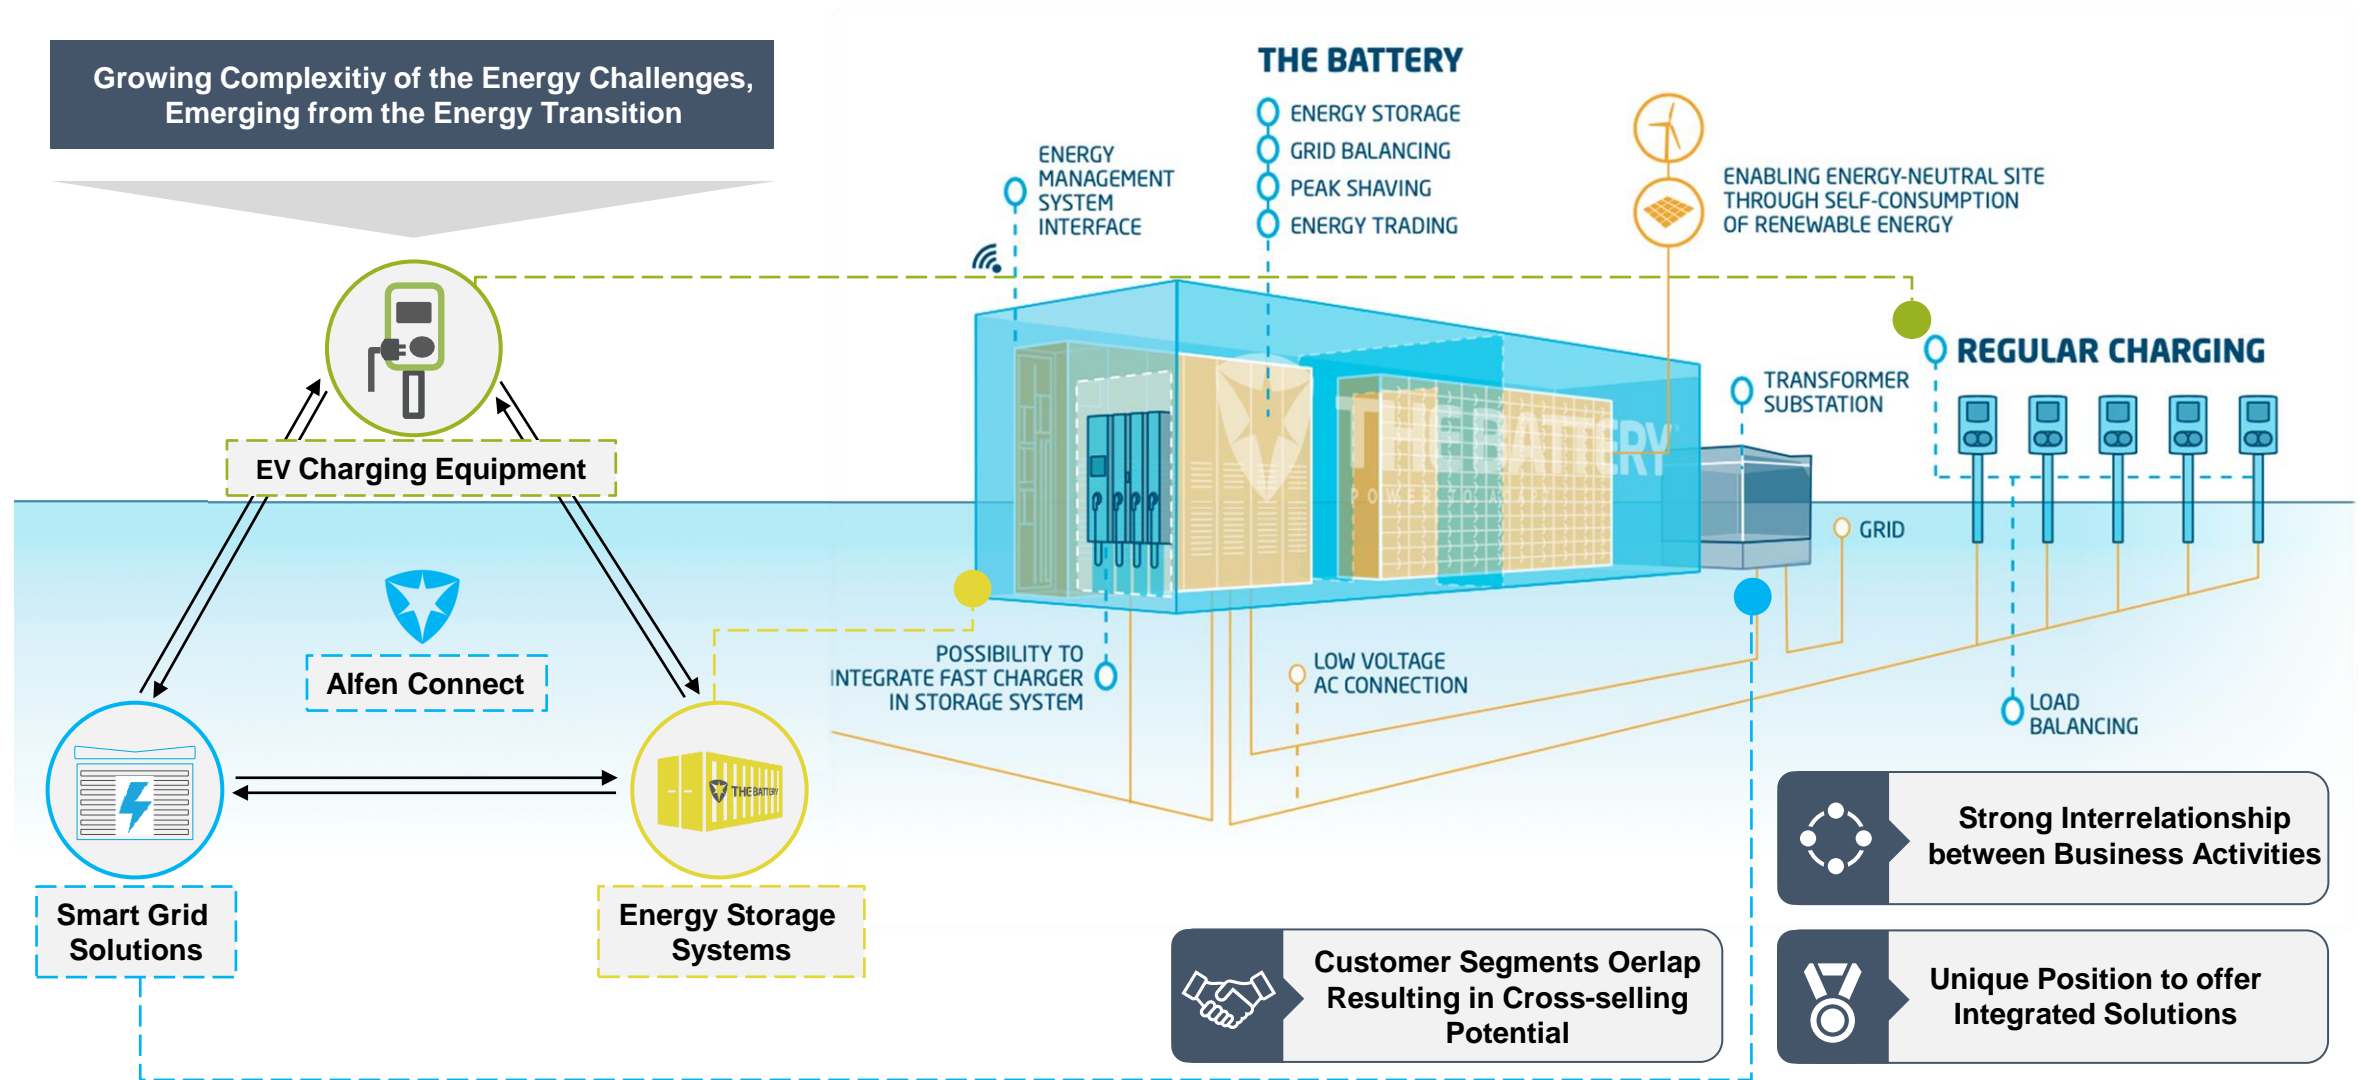 Growing Complexitiy of the Energy Challenges,
Emerging from the Energy Transition
EV Charging Equipment
Alfen Connect
Smart Grid
Solutions
THE BATTERY
Energy Storage
Systems
THE BATTERY
ENERGY STORAGE
GRID BALANCING
PEAK SHAVING
ENERGY TRADING
ENERGY
MANAGEMENT
SYSTEM
INTERFACE
ENABLING ENERGY-NEUTRAL SITE
THROUGH SELF-CONSUMPTION
OF RENEWABLE ENERGY
THE BATTERY
REGULAR CHARGING
TRANSFORMER
SUBSTATION
GRID
POSSIBILITY TO
INTEGRATE FAST CHARGER
IN STORAGE SYSTEM
LOW VOLTAGE
AC CONNECTION
LOAD
BALANCING
Strong Interrelationship
between Business Activities
Customer Segments Oerlap
Resulting in Cross-selling
Potential
Unique Position to offer
Integrated Solutions